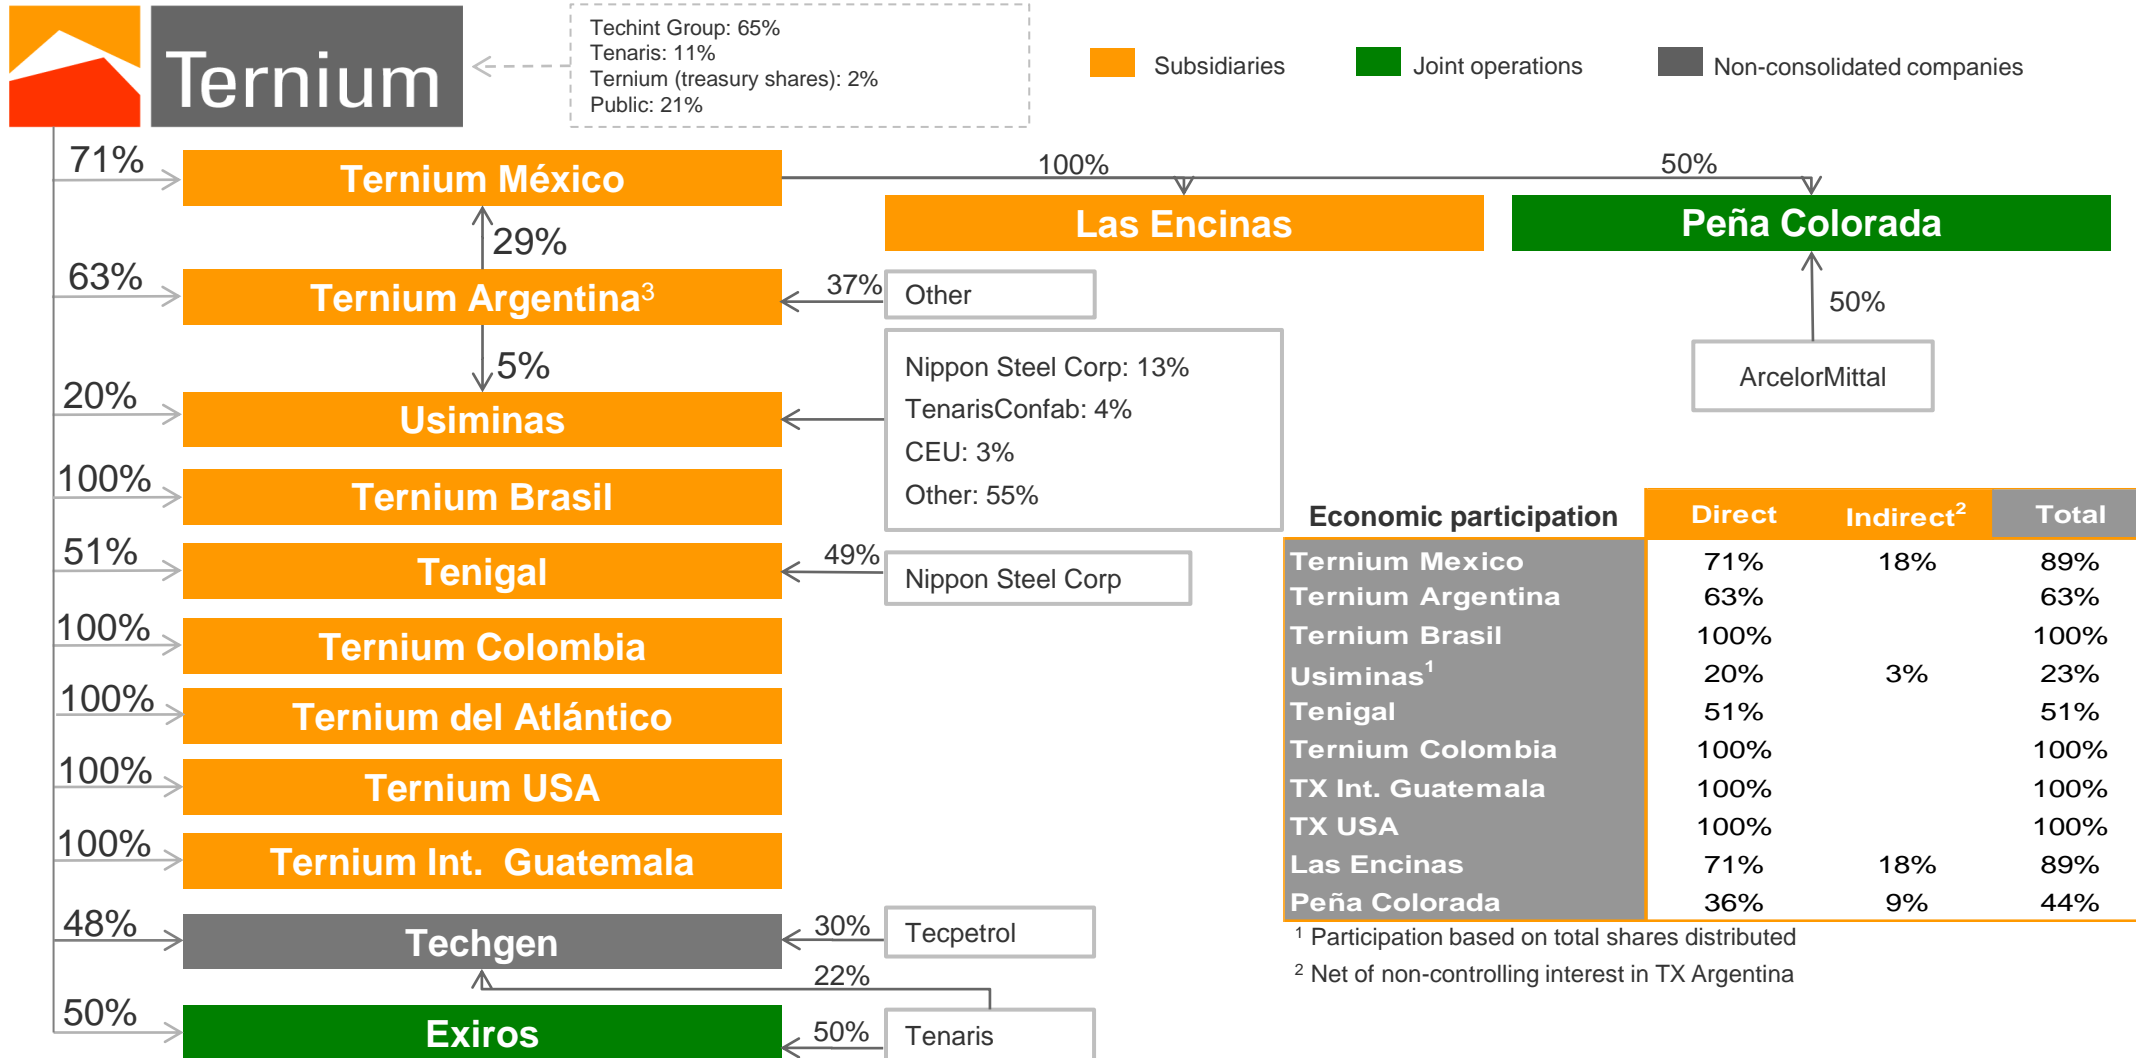 Ternium
Techint Group: 65%
Tenaris: 11%
Ternium (treasury shares): 2%
Public: 21%
Subsidiaries
Joint operations
Non-consolidated companies
71%
Ternium México
100%
50%
Las Encinas
Peña Colorada
29%
63%
Ternium Argentina³
37%
Other
50%
ArcelorMittal
5%
20%
Usiminas
Nippon Steel Corp: 13%
TenarisConfab: 4%
CEU: 3%
Other: 55%
100%
Ternium Brasil
51%
Tenigal
49%
Nippon Steel Corp
100%
Ternium Colombia
100%
Ternium del Atlántico
100%
Ternium USA
100%
Ternium Int. Guatemala
48%
Techgen
30%
Tecpetrol
22%
50%
Exiros
50%
Tenaris
Economic participation Direct Indirect² Total
Ternium Mexico 71% 18% 89%
Ternium Argentina 63% 63%
Ternium Brasil 100% 100%
Usiminas¹ 20% 3% 23%
Tenigal 51% 51%
Ternium Colombia 100% 100%
TX Int. Guatemala 100% 100%
TX USA 100% 100%
Las Encinas 71% 18% 89%
Peña Colorada 36% 9% 44%
¹ Participation based on total shares distributed
² Net of non-controlling interest in TX Argentina